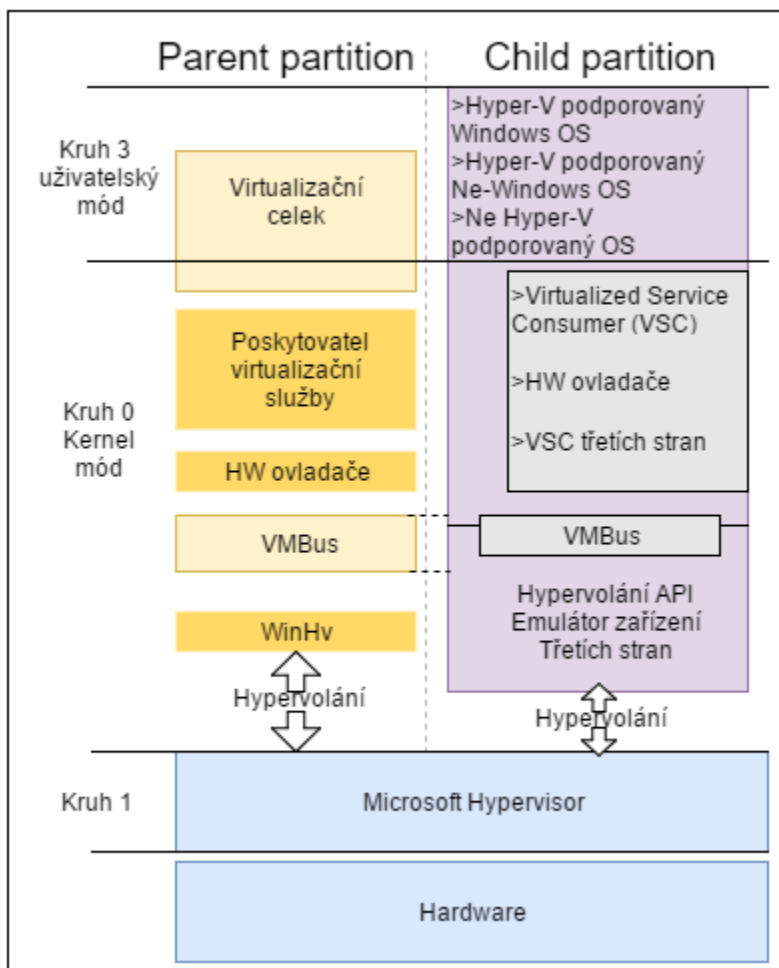 Parent partition
Child partition
Kruh 3
uživatelský
mód
Virtualizační
celek
>Hyper-V podporovaný
Windows OS
>Hyper-V podporovaný
Ne-Windows OS
>Ne Hyper-V
podporovaný OS
Kruh 0
Kernel
mód
Poskytovatel
virtualizační
služby
HW ovladače
VMBus
WinHv
Hypervolání
>Virtualized Service
Consumer (VSC)
>HW ovladače
>VSC třetích stran
VMBus
Hypervolání API
Emulátor zařízení
Třetích stran
Hypervolání
Kruh 1
Microsoft Hypervisor
Hardware